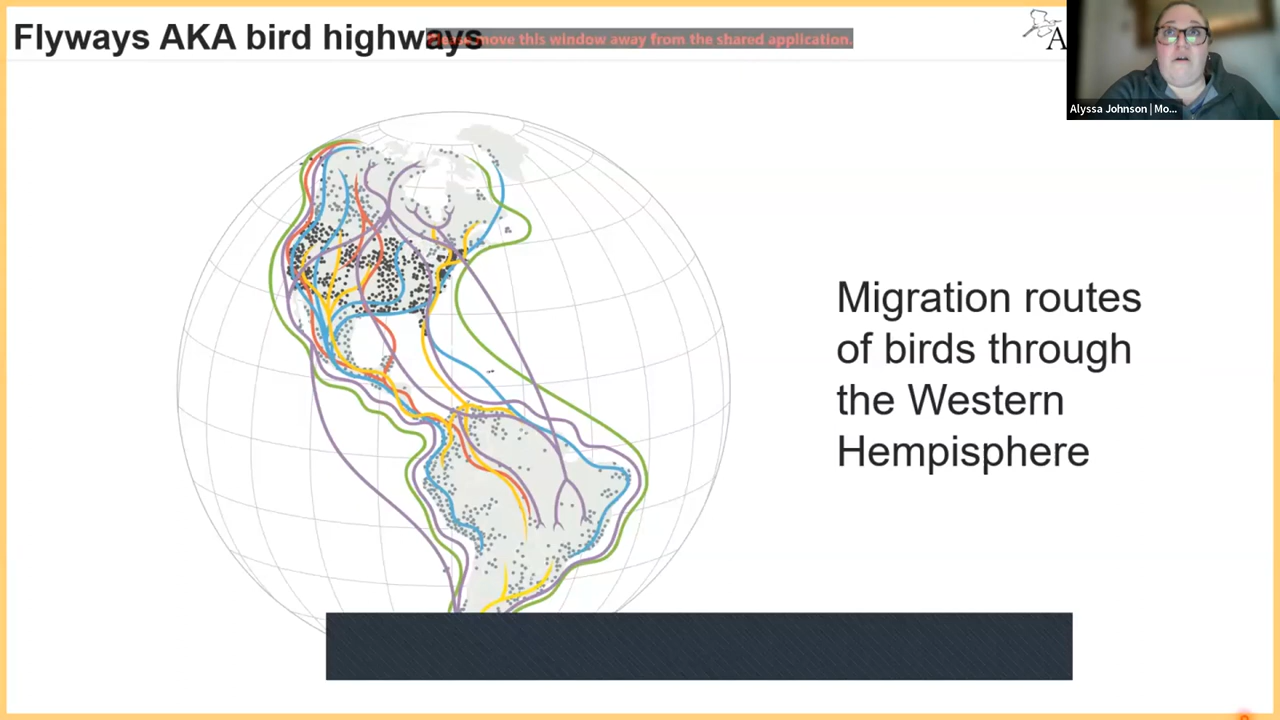 Flyways AKA bird highways
move this window away from the shared application.
A
Alyssa Johnson | Mo...
Migration routes
of birds through
the Western
Hempisphere